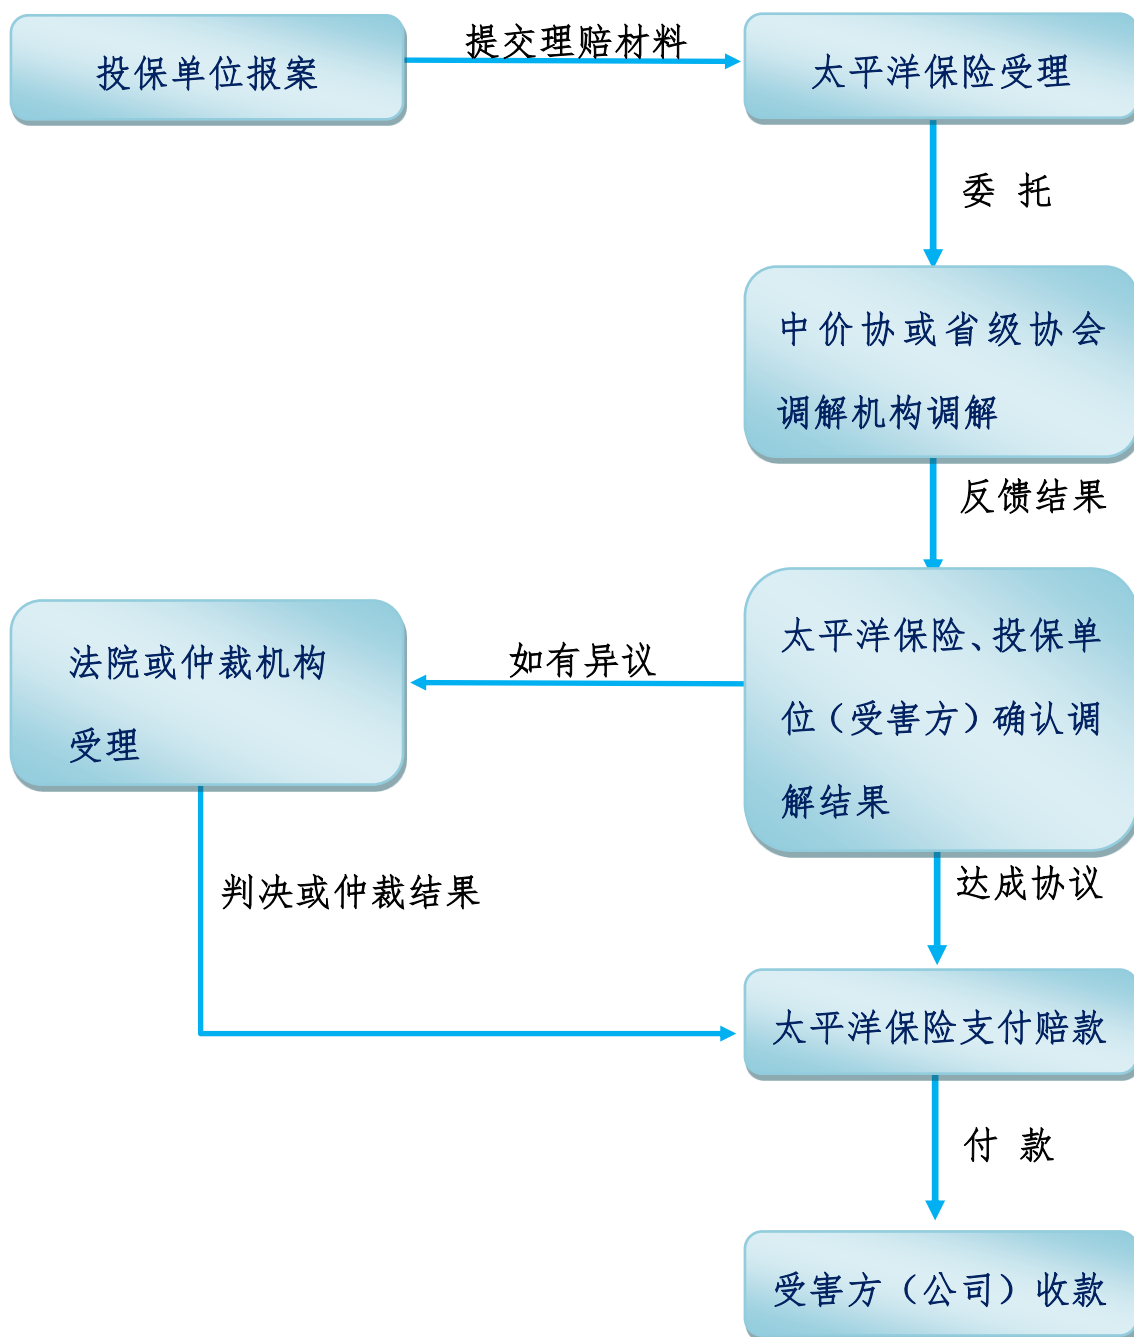 投保单位报案
提交理赔材料
太平洋保险受理
委 托
中价协或省级协会
调解机构调解
反馈结果
太平洋保险、投保单
位（受害方）确认调
解结果
如有异议
法院或仲裁机构
受理
判决或仲裁结果
达成协议
太平洋保险支付赔款
付 款
受害方（公司）收款